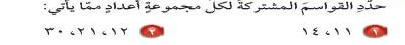 حدِّدِ القواسمَ المشتركةَ لكلِّ مجموعةِ أعدادٍ ممّا يأتي:
١ ١١، ١٤ ٢ ١٢، ٢١، ٣٠